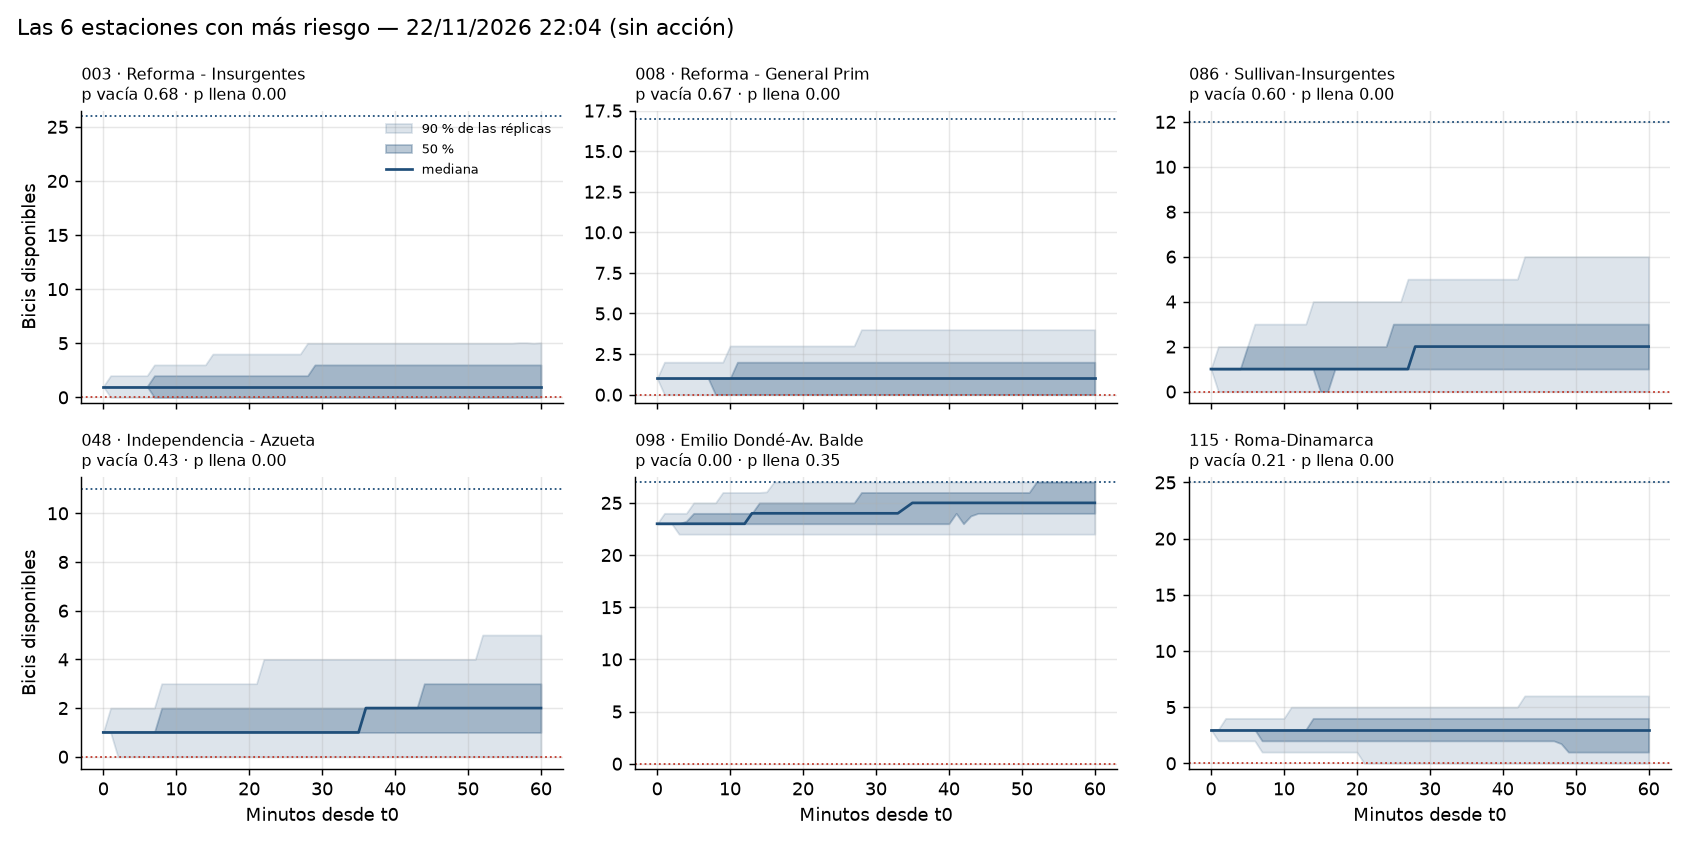 Las 6 estaciones con más riesgo — 22/11/2026 22:04 (sin acción)
003 · Reforma - Insurgentes
p vacía 0.68 · p llena 0.00
25
20
15
10
5
0
Bicis disponibles
90 % de las réplicas
50 %
mediana
008 · Reforma - General Prim
p vacía 0.67 · p llena 0.00
17.5
15.0
12.5
10.0
7.5
5.0
2.5
0.0
086 · Sullivan-Insurgentes
p vacía 0.60 · p llena 0.00
12
10
8
6
4
2
0
048 · Independencia - Azueta
p vacía 0.43 · p llena 0.00
10
8
6
4
2
0
Bicis disponibles
0 10 20 30 40 50 60
Minutos desde t0
098 · Emilio Dondé-Av. Balde
p vacía 0.00 · p llena 0.35
25
20
15
10
5
0
0 10 20 30 40 50 60
Minutos desde t0
115 · Roma-Dinamarca
p vacía 0.21 · p llena 0.00
25
20
15
10
5
0
0 10 20 30 40 50 60
Minutos desde t0